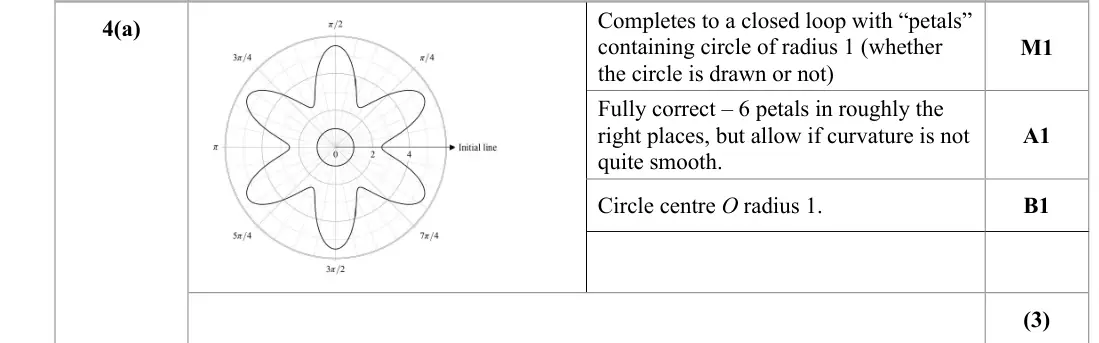 4(a)
π/2
3π/4
π/4
π
0
2
4
Initial line
5π/4
7π/4
3π/2
Completes to a closed loop with “petals”
containing circle of radius 1 (whether
the circle is drawn or not)
M1
Fully correct – 6 petals in roughly the
right places, but allow if curvature is not
quite smooth.
A1
Circle centre O radius 1.
B1
(3)